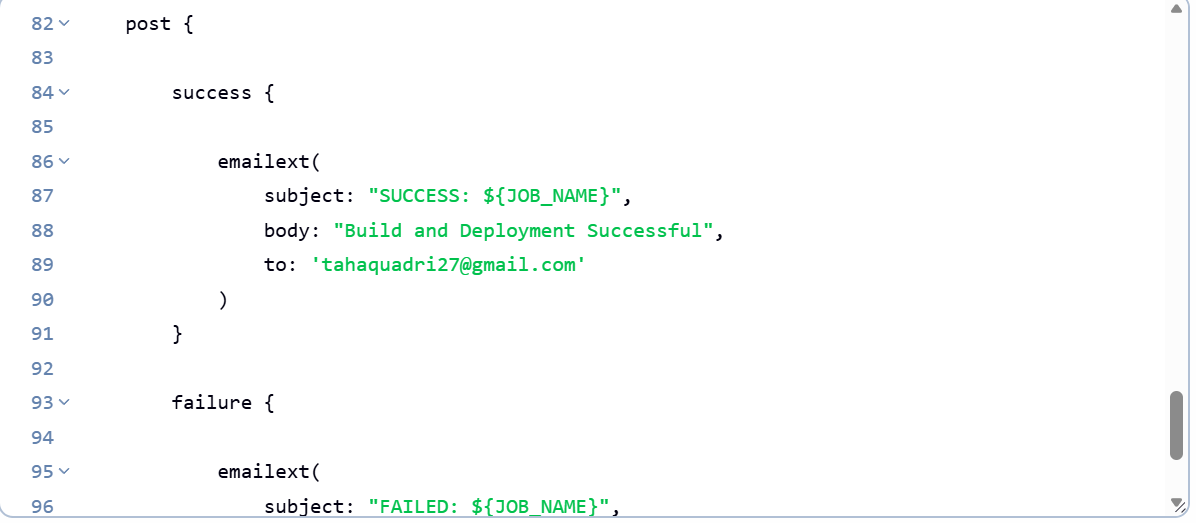 82 post {
83
84 success {
85
86 emailext(
87 subject: "SUCCESS: ${JOB_NAME}",
88 body: "Build and Deployment Successful",
89 to: 'tahaquadri27@gmail.com'
90 )
91 }
92
93 failure {
94
95 emailext(
96 subject: "FAILED: ${JOB_NAME}",